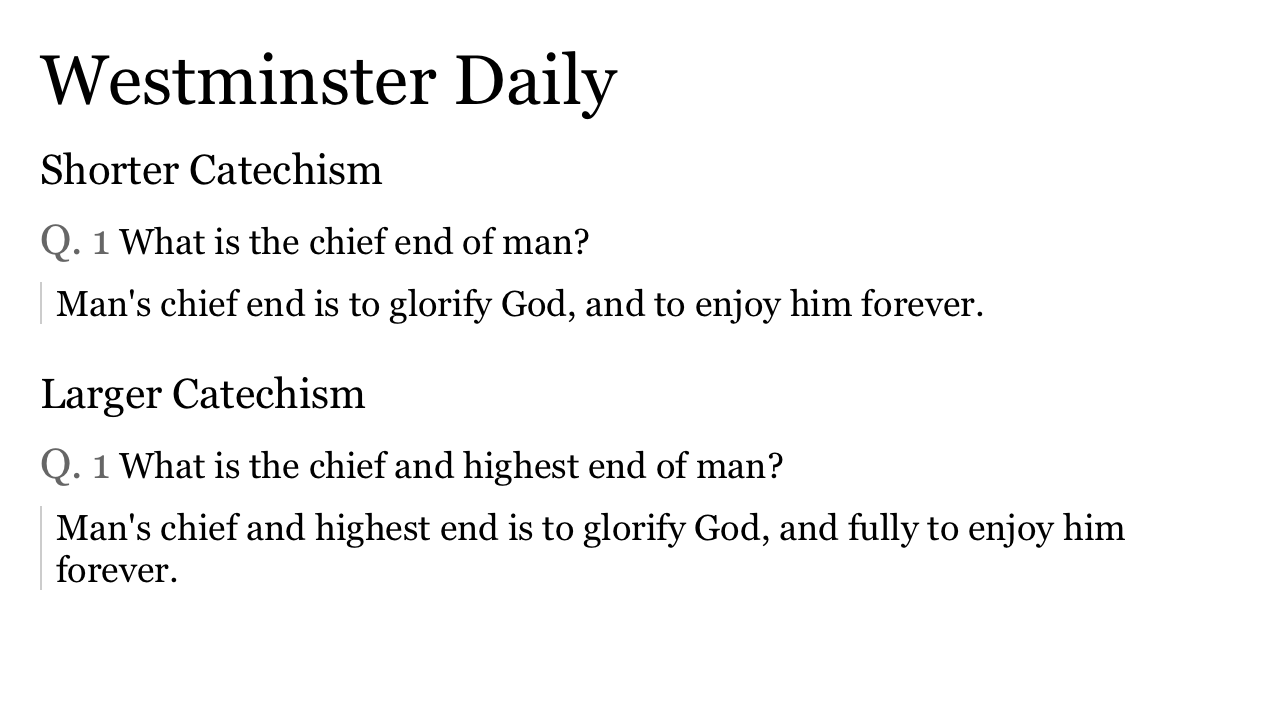 Westminster Daily
Shorter Catechism
Q. 1 What is the chief end of man?
Man's chief end is to glorify God, and to enjoy him forever.
Larger Catechism
Q. 1 What is the chief and highest end of man?
Man's chief and highest end is to glorify God, and fully to enjoy him
forever.